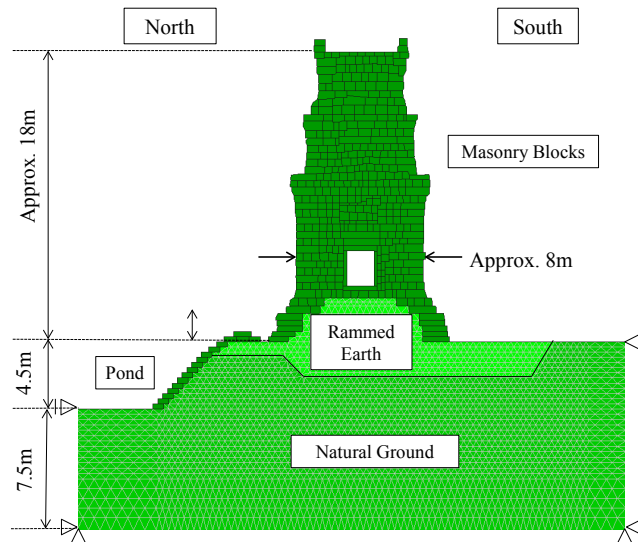 North
South
Approx. 18m
Masonry Blocks
Approx. 8m
Rammed
Earth
Pond
4.5m
Natural Ground
7.5m